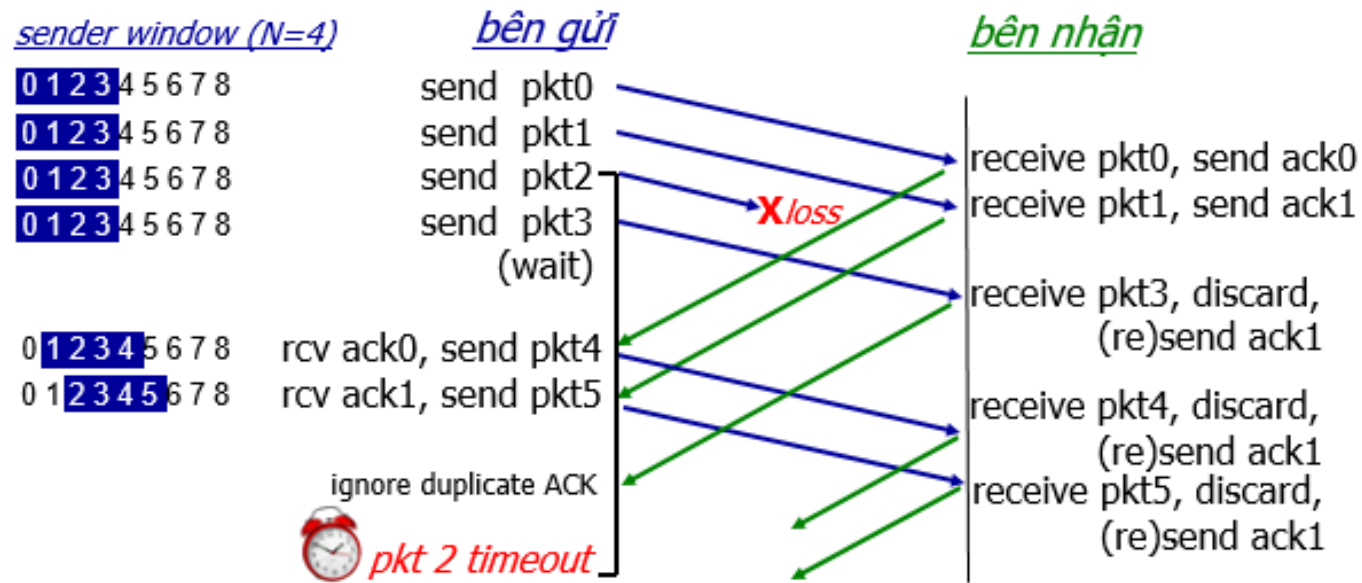 sender window (N=4) bên gửi bên nhận
0 1 2 3 4 5 6 7 8 send pkt0
0 1 2 3 4 5 6 7 8 send pkt1
0 1 2 3 4 5 6 7 8 send pkt2
0 1 2 3 4 5 6 7 8 send pkt3
(wait)
Xloss
receive pkt0, send ack0
receive pkt1, send ack1
receive pkt3, discard,
(re)send ack1
0 1 2 3 4 5 6 7 8 rcv ack0, send pkt4
0 1 2 3 4 5 6 7 8 rcv ack1, send pkt5
receive pkt4, discard,
(re)send ack1
receive pkt5, discard,
(re)send ack1
ignore duplicate ACK
pkt 2 timeout